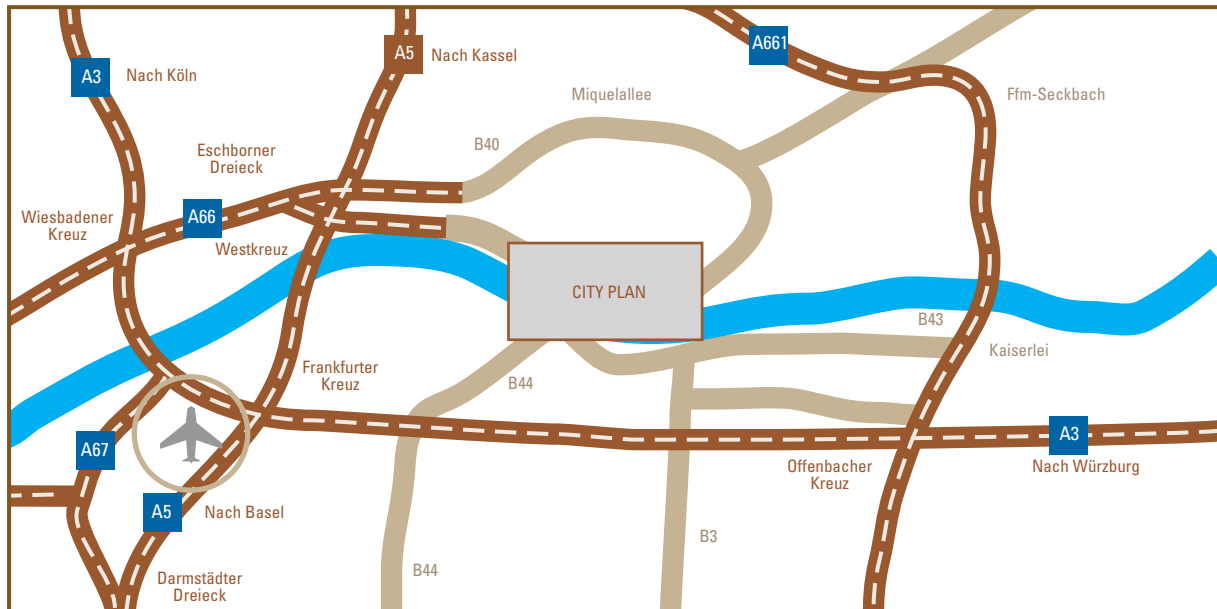 A3
Nach Köln
A5
Nach Kassel
A661
Miquelallee
Ffm-Seckbach
B40
Eschborner
Dreieck
Wiesbadener
Kreuz
A66
Westkreuz
CITY PLAN
B43
Kaiserlei
Frankfurter
Kreuz
B44
A67
A3
Offenbacher
Kreuz
Nach Würzburg
A5
Nach Basel
B3
B44
Darmstädter
Dreieck